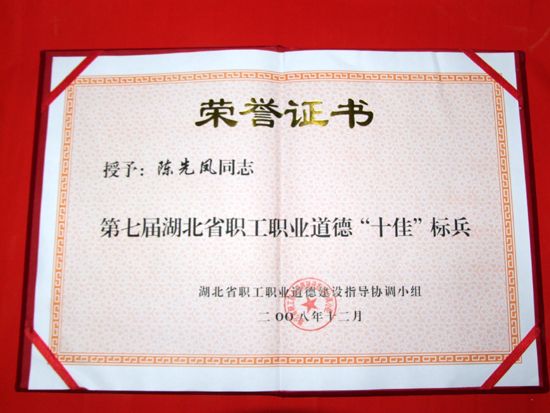 荣誉证书
授予：陈先凤同志
第七届湖北省职工职业道德“十佳”标兵
湖北省职工职业道德建设指导协调小组
二〇〇八年十二月